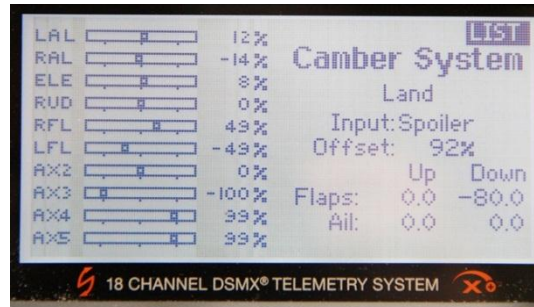 LIST
LAL 12%
RAL -14%
ELE 8%
RUD 0%
RFL 49%
LFL -49%
AX2 0%
AX3 -100%
AX4 99%
AX5 99%
Camber System
Land
Input:Spoiler
Offset: 92%
Up Down
Flaps: 0.0 -80.0
Ail: 0.0 0.0
18 CHANNEL DSMX® TELEMETRY SYSTEM